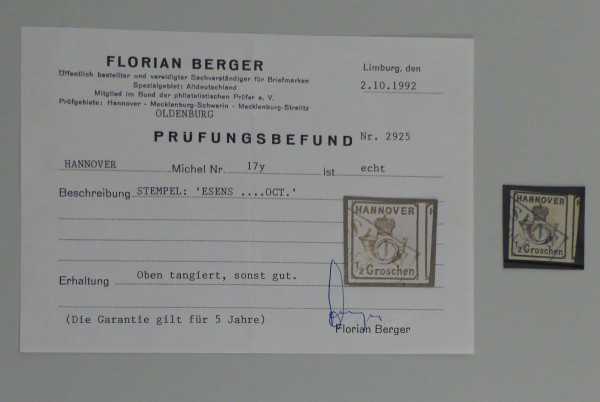 FLORIAN BERGER
Öffentlich bestellter und vereidigter Sachverständiger für Briefmarken
Spezialgebiet: Altdeutschland
Mitglied im Bund der philatelistischen Prüfer e. V.
Prüfgebiete: Hannover - Mecklenburg-Schwerin - Mecklenburg-Strelitz
OLDENBURG
Limburg, den
2.10.1992
PRÜFUNGSBEFUND Nr. 2925
HANNOVER Michel Nr. 17y ist echt
Beschreibung STEMPEL: 'ESENS ....OCT.'
HANNOVER
½ Groschen
Erhaltung Oben tangiert, sonst gut.
(Die Garantie gilt für 5 Jahre)
Florian Berger
HANNOVER
½ Groschen